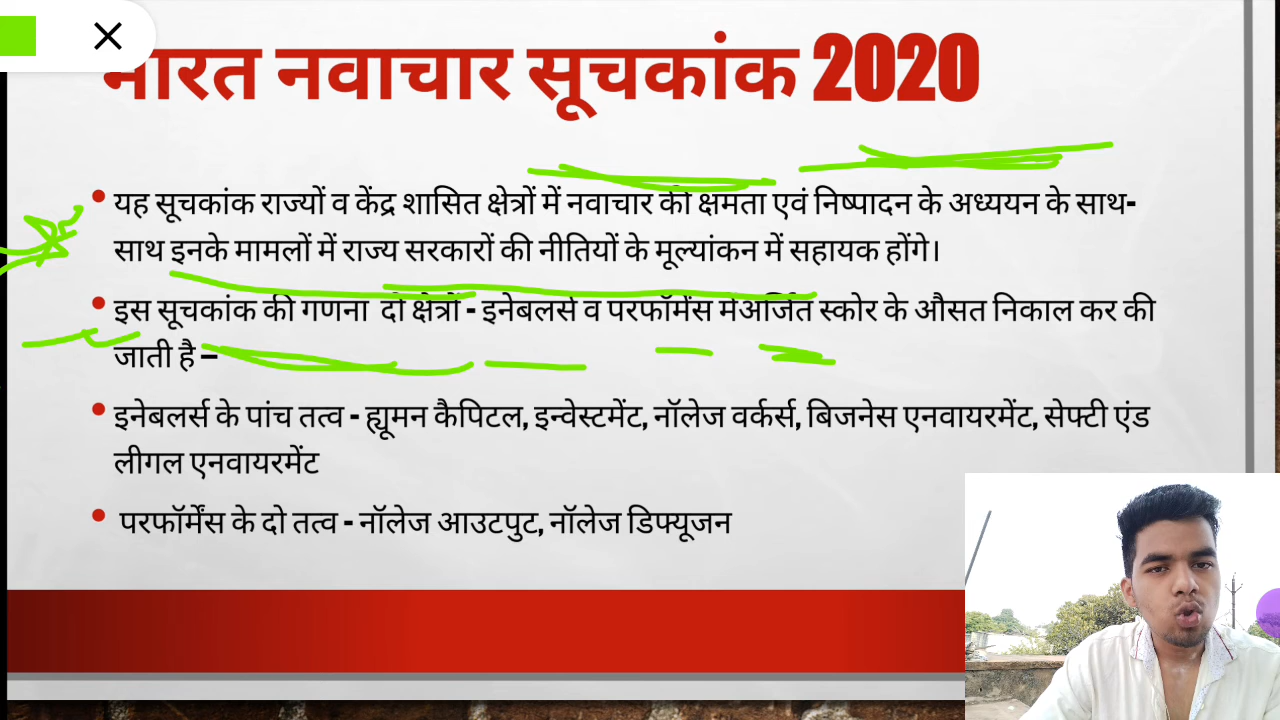 भारत नवाचार सूचकांक 2020
• यह सूचकांक राज्यों व केंद्र शासित क्षेत्रों में नवाचार की क्षमता एवं निष्पादन के अध्ययन के साथ-
साथ इनके मामलों में राज्य सरकारों की नीतियों के मूल्यांकन में सहायक होंगे।
• इस सूचकांक की गणना दो क्षेत्रों - इनेबलर्स व परफॉर्मेंस में अर्जित स्कोर के औसत निकाल कर की
जाती है –
• इनेबलर्स के पांच तत्व - ह्यूमन कैपिटल, इन्वेस्टमेंट, नॉलेज वर्कर्स, बिजनेस एनवायरमेंट, सेफ्टी एंड
लीगल एनवायरमेंट
• परफॉर्मेंस के दो तत्व - नॉलेज आउटपुट, नॉलेज डिफ्यूजन